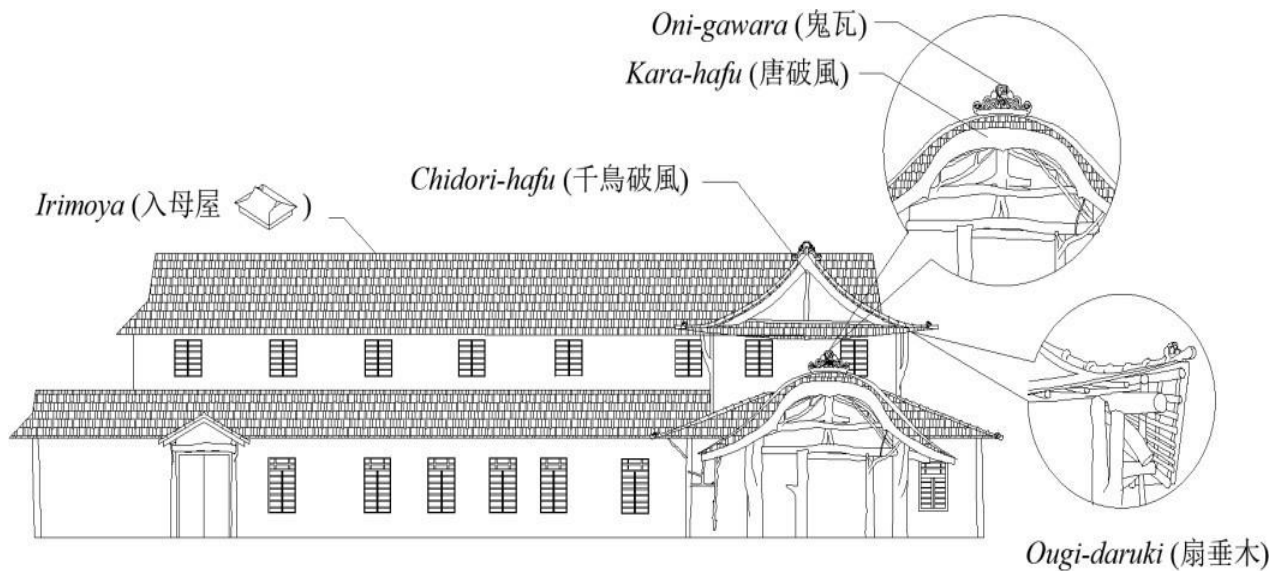 Oni-gawara (鬼瓦)
Kara-hafu (唐破風)
Chidori-hafu (千鳥破風)
Irimoya (入母屋 )
Ougi-daruki (扇垂木)